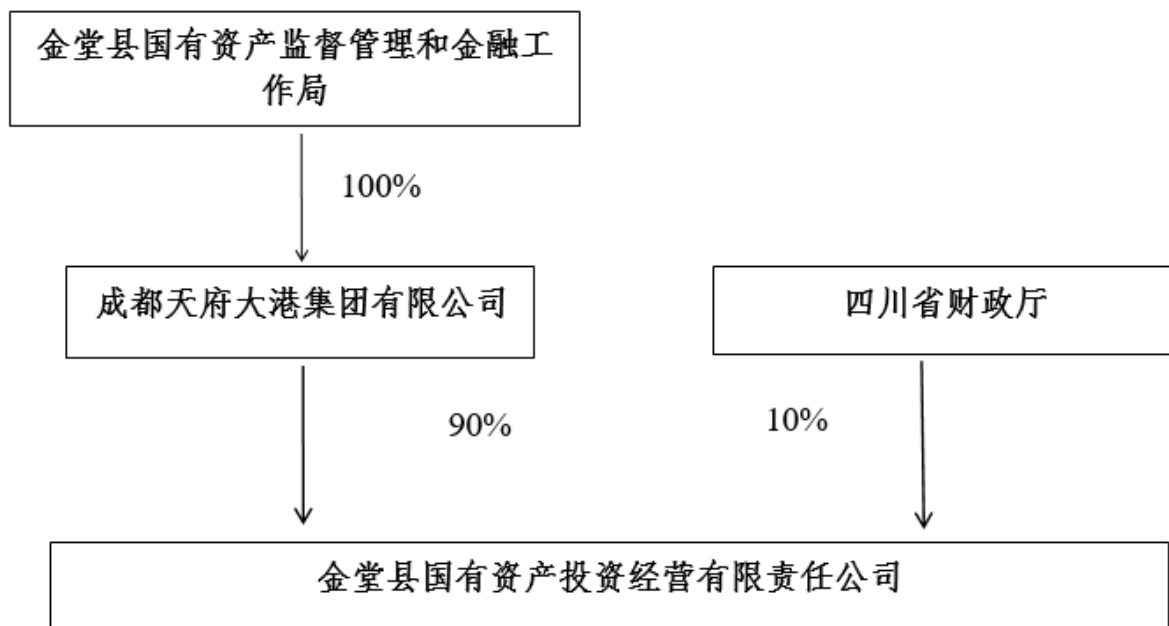 金堂县国有资产监督管理和金融工
作局
100%
成都天府大港集团有限公司
四川省财政厅
90%
10%
金堂县国有资产投资经营有限责任公司